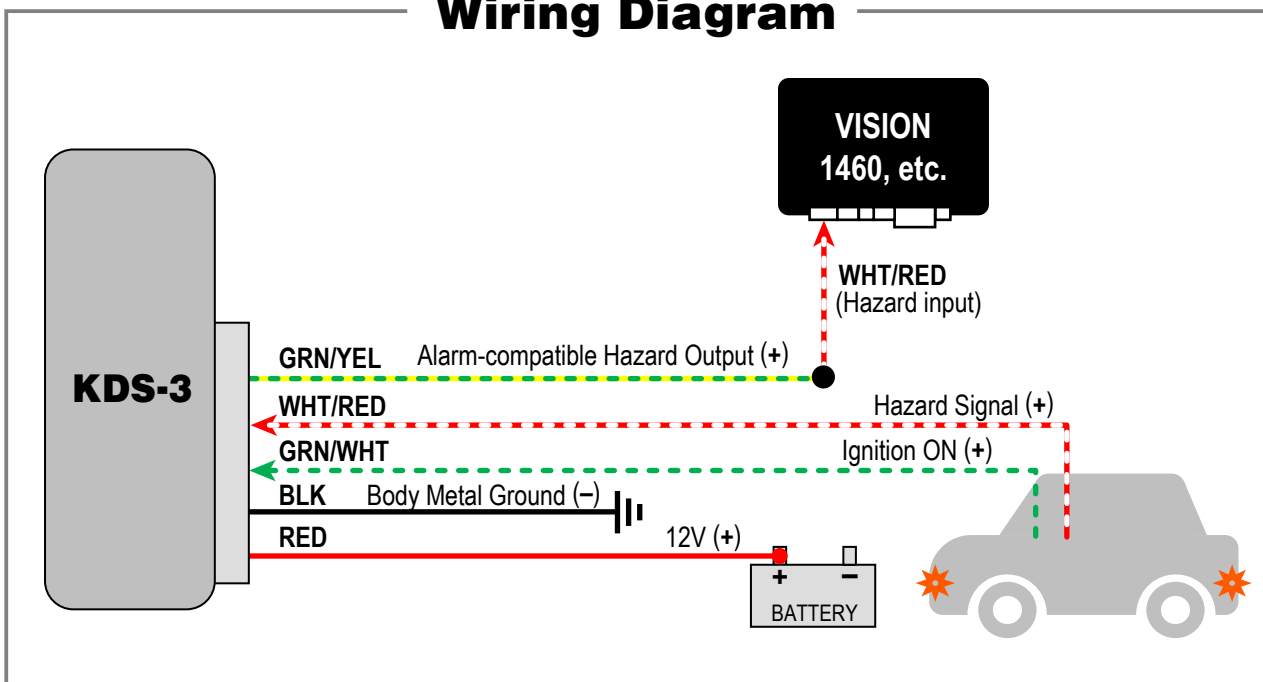 Wiring Diagram
VISION
1460, etc.
WHT/RED
(Hazard input)
KDS-3
GRN/YEL Alarm-compatible Hazard Output (+)
WHT/RED Hazard Signal (+)
GRN/WHT Ignition ON (+)
BLK Body Metal Ground (–)
RED 12V (+)
+ –
BATTERY